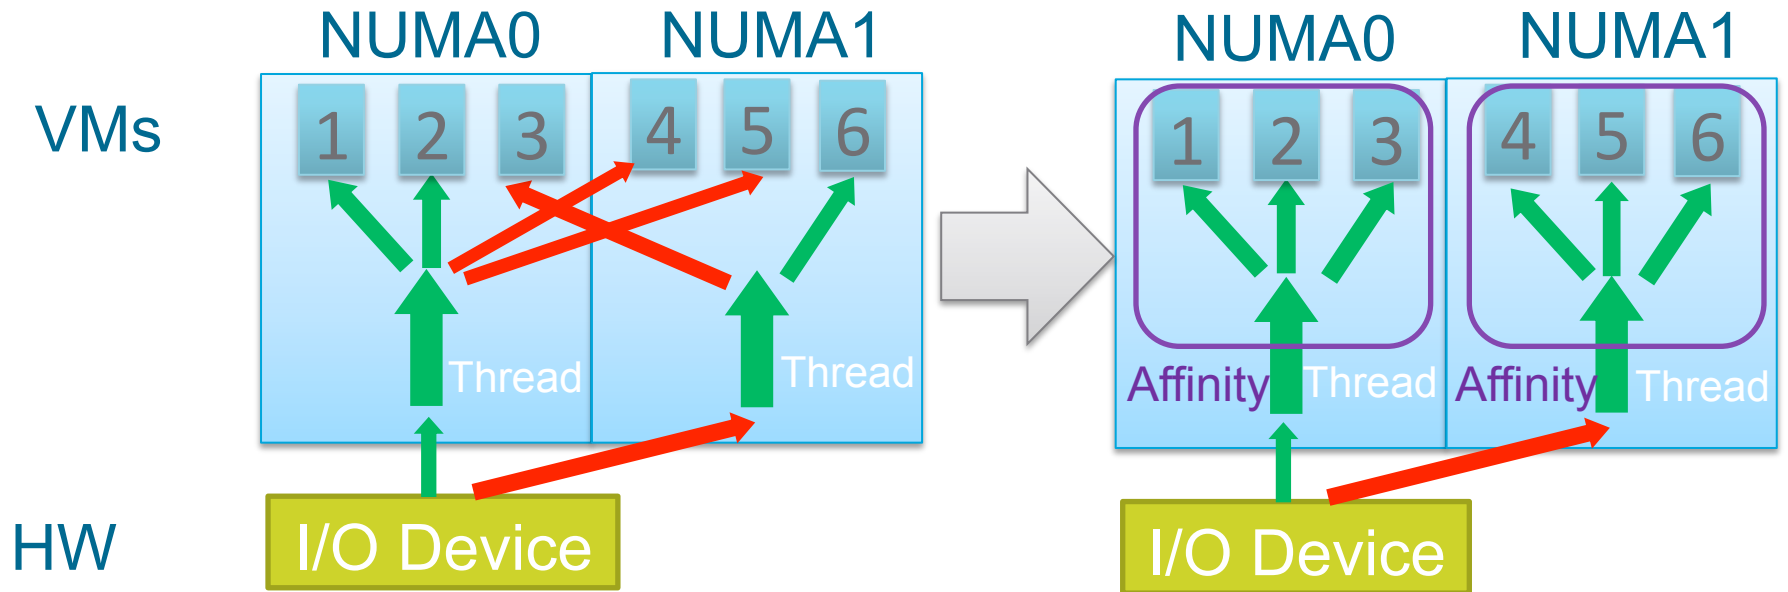 NUMA0 NUMA1 NUMA0 NUMA1
VMs 1 2 3 4 5 6 1 2 3 4 5 6
Thread Thread Affinity Thread Affinity Thread
HW I/O Device I/O Device